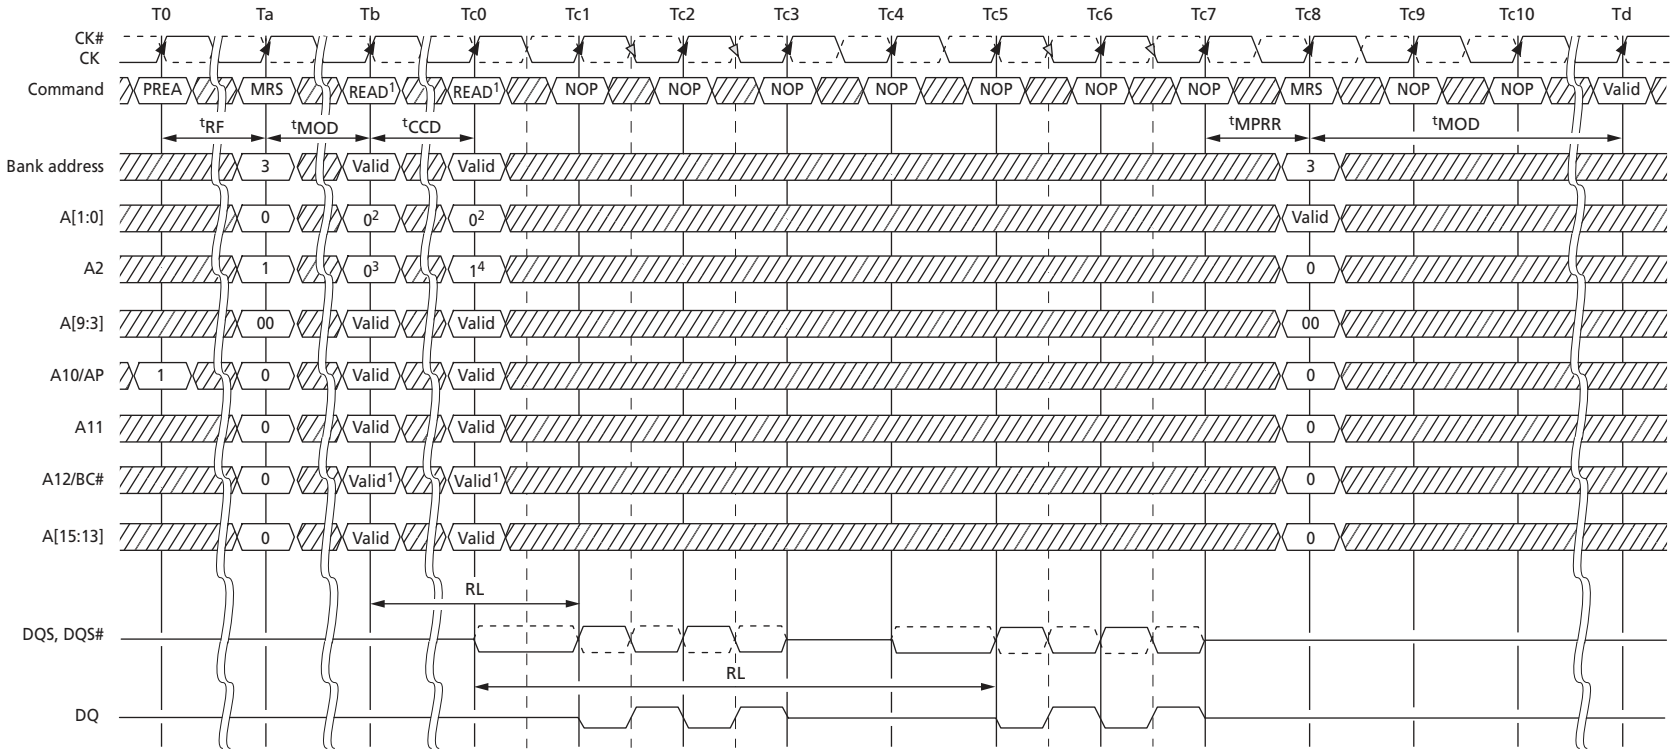 T0 Ta Tb Tc0 Tc1 Tc2 Tc3 Tc4 Tc5 Tc6 Tc7 Tc8 Tc9 Tc10 Td
CK#
CK
Command PREA MRS READ¹ READ¹ NOP NOP NOP NOP NOP NOP NOP MRS NOP NOP Valid
ᵗRF ᵗMOD ᵗCCD ᵗMPRR ᵗMOD
Bank address 3 Valid Valid 3
A[1:0] 0 0² 0² Valid
A2 1 0³ 1⁴ 0
A[9:3] 00 Valid Valid 00
A10/AP 1 0 Valid Valid 0
A11 0 Valid Valid 0
A12/BC# 0 Valid¹ Valid¹ 0
A[15:13] 0 Valid Valid 0
RL
DQS, DQS#
RL
DQ